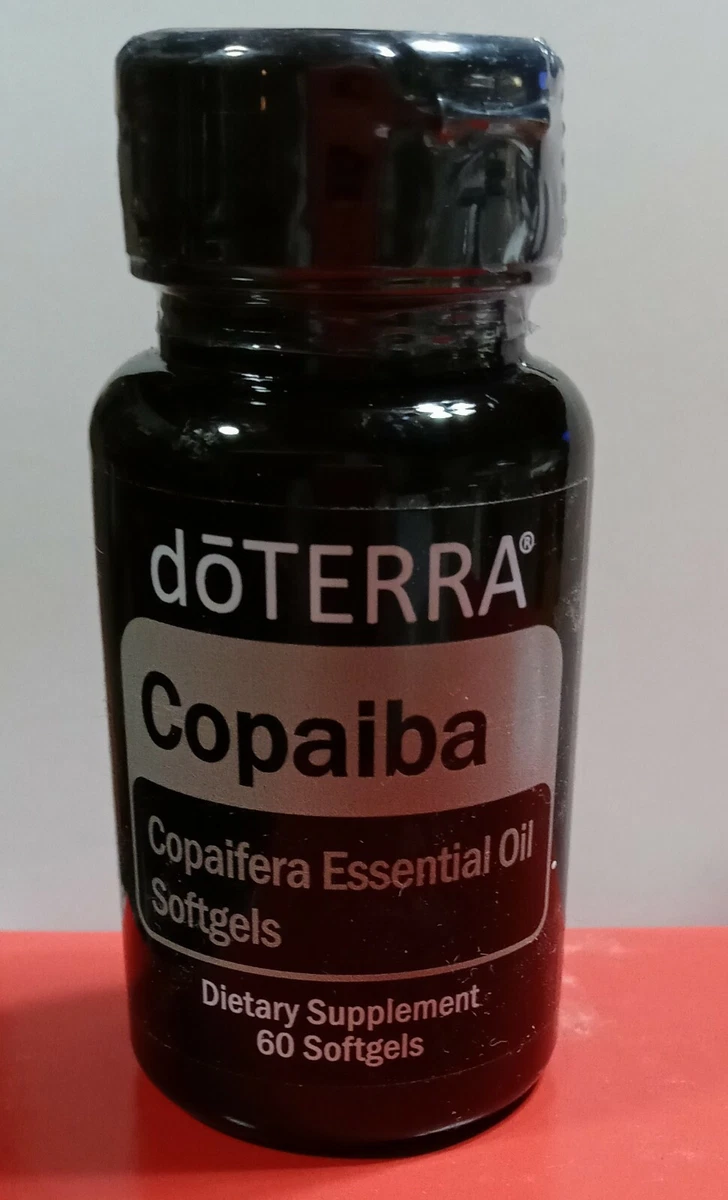 dōTERRA®
Copaiba
Copaifera Essential Oil
Softgels
Dietary Supplement
60 Softgels